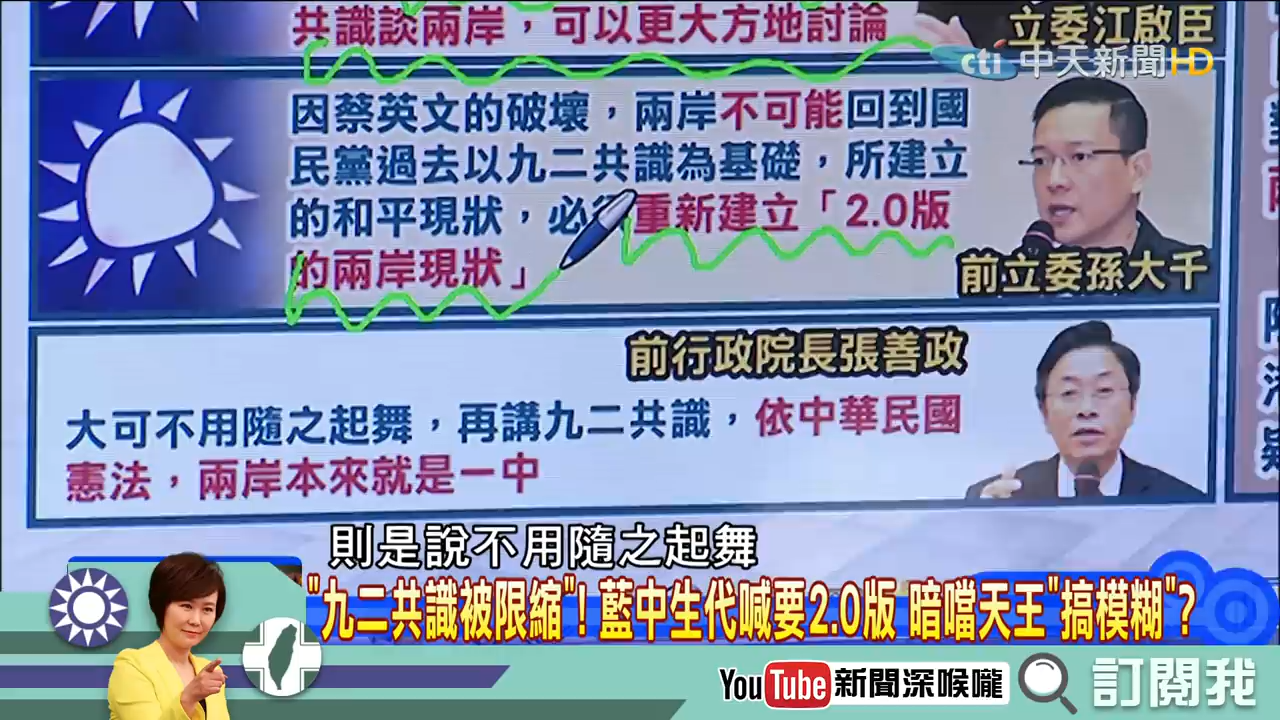 共識談兩岸，可以更大方地討論
立委江啟臣
cti 中天新聞HD
因蔡英文的破壞，兩岸不可能回到國
民黨過去以九二共識為基礎，所建立
的和平現狀，必須重新建立「2.0版
的兩岸現狀」
前立委孫大千
前行政院長張善政
大可不用隨之起舞，再講九二共識，依中華民國
憲法，兩岸本來就是一中
則是說不用隨之起舞
"九二共識被限縮"! 藍中生代喊要2.0版 暗噹天王"搞模糊"?
YouTube 新聞深喉嚨
訂閱我